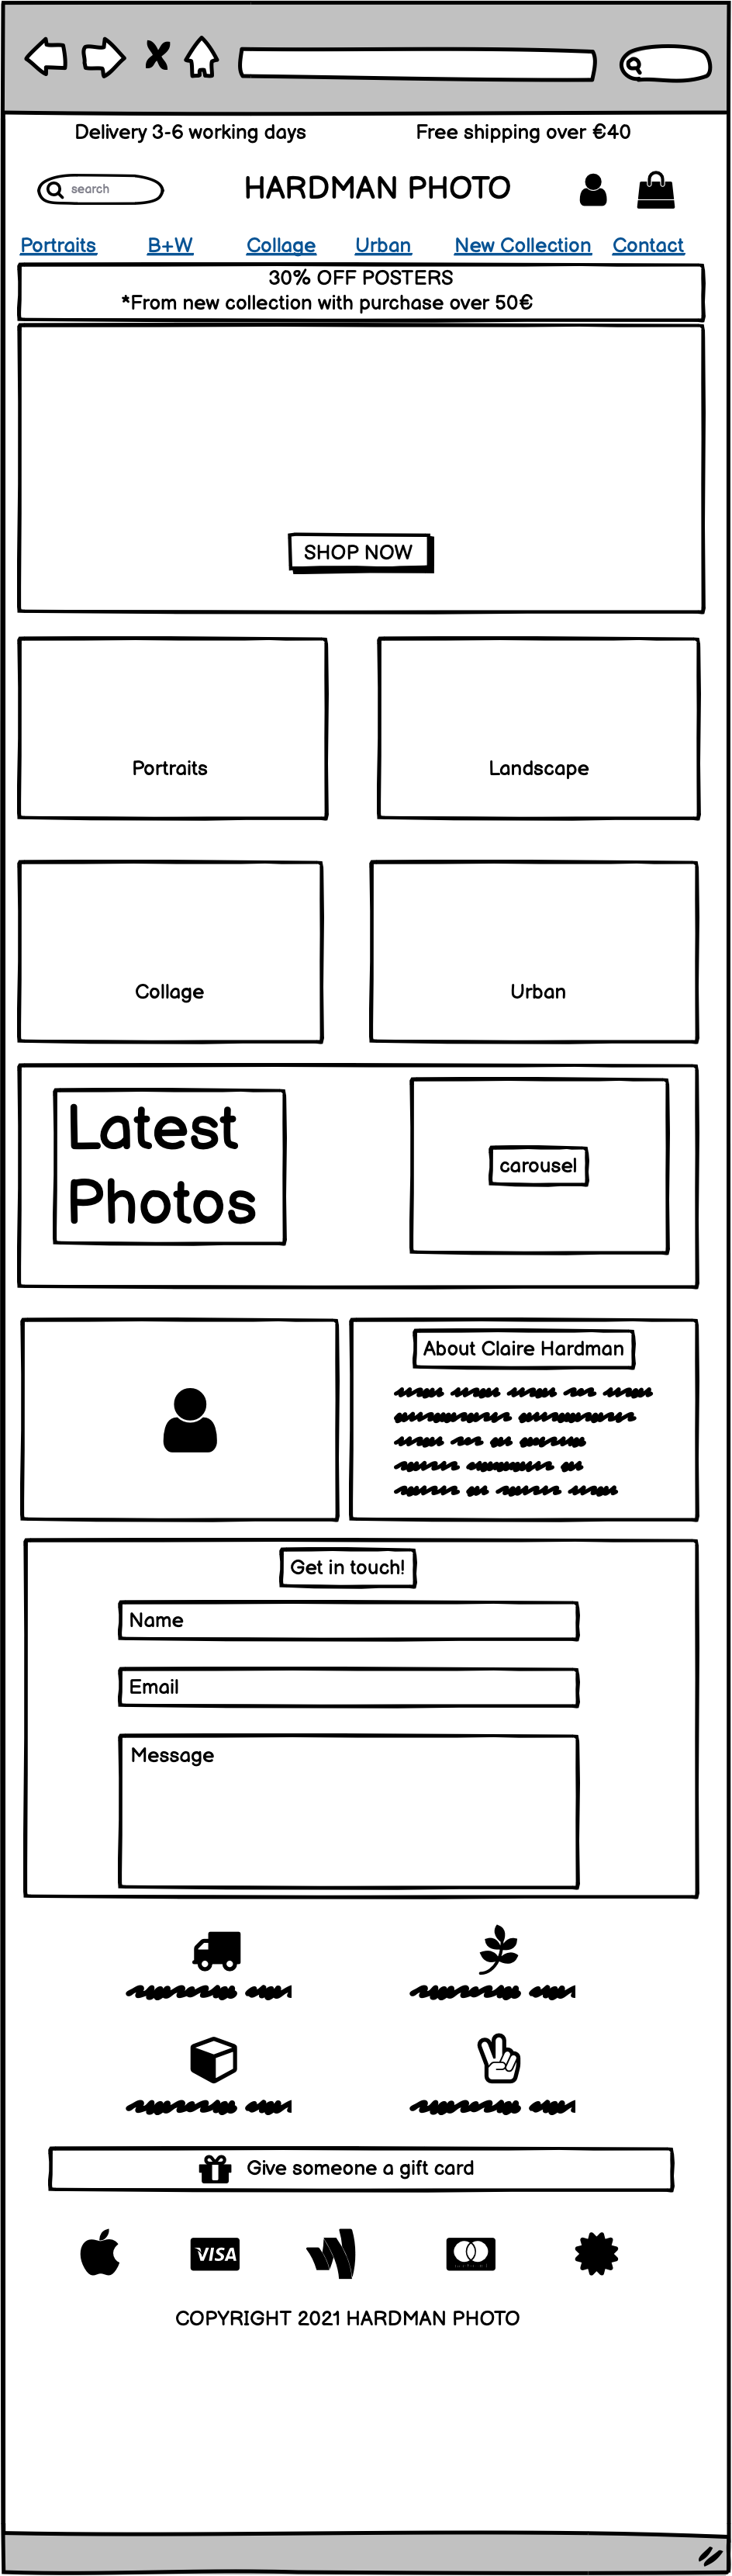 Delivery 3-6 working days
Free shipping over €40
search
HARDMAN PHOTO
Portraits B+W Collage Urban New Collection Contact
30% OFF POSTERS
*From new collection with purchase over 50€
SHOP NOW
Portraits
Landscape
Collage
Urban
Latest
Photos
carousel
About Claire Hardman
Get in touch!
Name
Email
Message
Give someone a gift card
VISA
COPYRIGHT 2021 HARDMAN PHOTO